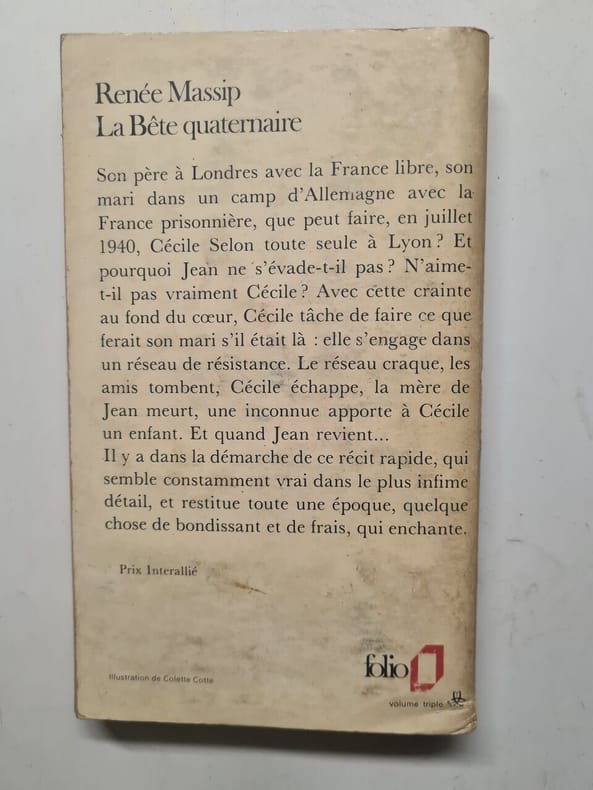 Renée Massip
La Bête quaternaire
Son père à Londres avec la France libre, son
mari dans un camp d'Allemagne avec la
France prisonnière, que peut faire, en juillet
1940, Cécile Selon toute seule à Lyon ? Et
pourquoi Jean ne s'évade-t-il pas ? N'aime-
t-il pas vraiment Cécile ? Avec cette crainte
au fond du cœur, Cécile tâche de faire ce que
ferait son mari s'il était là : elle s'engage dans
un réseau de résistance. Le réseau craque, les
amis tombent, Cécile échappe, la mère de
Jean meurt, une inconnue apporte à Cécile
un enfant. Et quand Jean revient...
Il y a dans la démarche de ce récit rapide, qui
semble constamment vrai dans le plus infime
détail, et restitue toute une époque, quelque
chose de bondissant et de frais, qui enchante.
Prix Interallié
folio
Illustration de Colette Cotte
volume triple